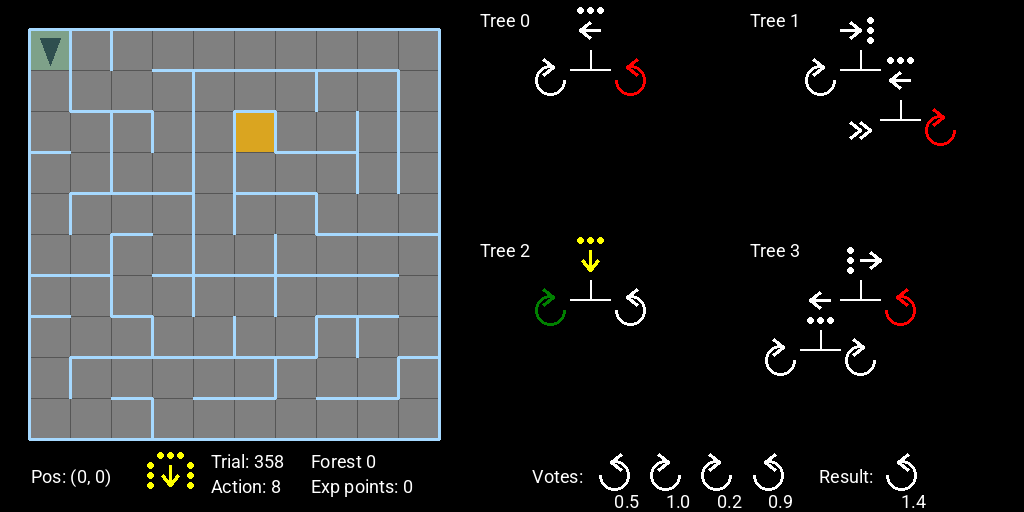 Tree 0
Tree 1
Tree 2
Tree 3
Pos: (0, 0)
Trial: 358
Forest 0
Action: 8
Exp points: 0
Votes:
0.5
1.0
0.2
0.9
Result:
1.4